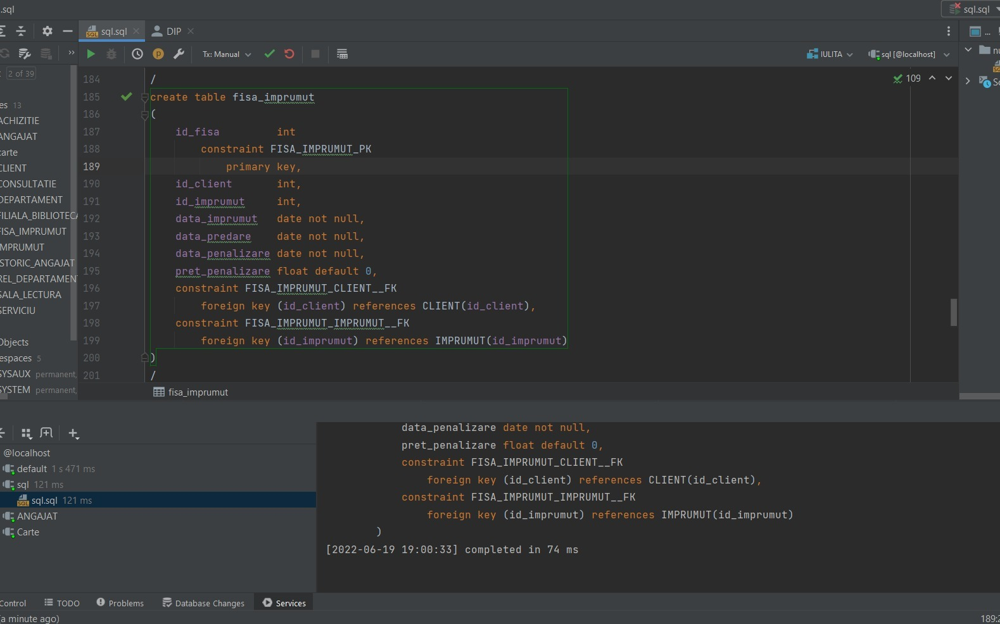 .sql
sql.sql
sql.sql
DIP
Tx: Manual
IULITA
sql [@localhost]
2 of 39
109
es 13
ACHIZITIE
ANGAJAT
carte
CLIENT
CONSULTATIE
DEPARTAMENT
FILIALA_BIBLIOTECA
FISA_IMPRUMUT
IMPRUMUT
ISTORIC_ANGAJAT
REL_DEPARTAMENT
SALA_LECTURA
SERVICIU
Objects
espaces 5
SYSAUX permanent,
SYSTEM permanent,
184 /
185 create table fisa_imprumut
186 (
187 id_fisa int
188 constraint FISA_IMPRUMUT_PK
189 primary key,
190 id_client int,
191 id_imprumut int,
192 data_imprumut date not null,
193 data_predare date not null,
194 data_penalizare date not null,
195 pret_penalizare float default 0,
196 constraint FISA_IMPRUMUT_CLIENT__FK
197 foreign key (id_client) references CLIENT(id_client),
198 constraint FISA_IMPRUMUT_IMPRUMUT__FK
199 foreign key (id_imprumut) references IMPRUMUT(id_imprumut)
200 )
201 /
fisa_imprumut
@localhost
default 1 s 471 ms
sql 121 ms
sql.sql 121 ms
ANGAJAT
Carte
data_penalizare date not null,
pret_penalizare float default 0,
constraint FISA_IMPRUMUT_CLIENT__FK
foreign key (id_client) references CLIENT(id_client),
constraint FISA_IMPRUMUT_IMPRUMUT__FK
foreign key (id_imprumut) references IMPRUMUT(id_imprumut)
)
[2022-06-19 19:00:33] completed in 74 ms
Control
TODO
Problems
Database Changes
Services
(a minute ago)